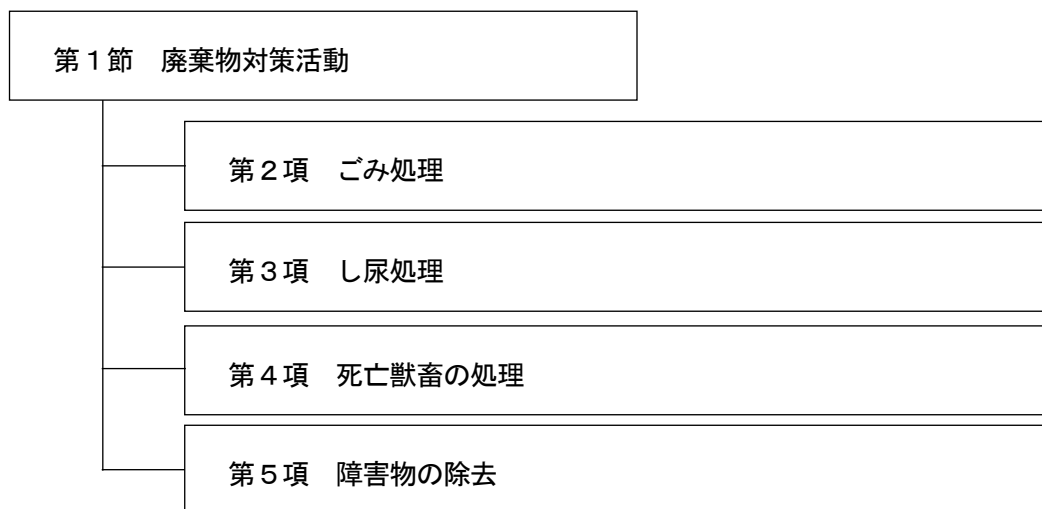 第１節　廃棄物対策活動
第２項　ごみ処理
第３項　し尿処理
第４項　死亡獣畜の処理
第５項　障害物の除去